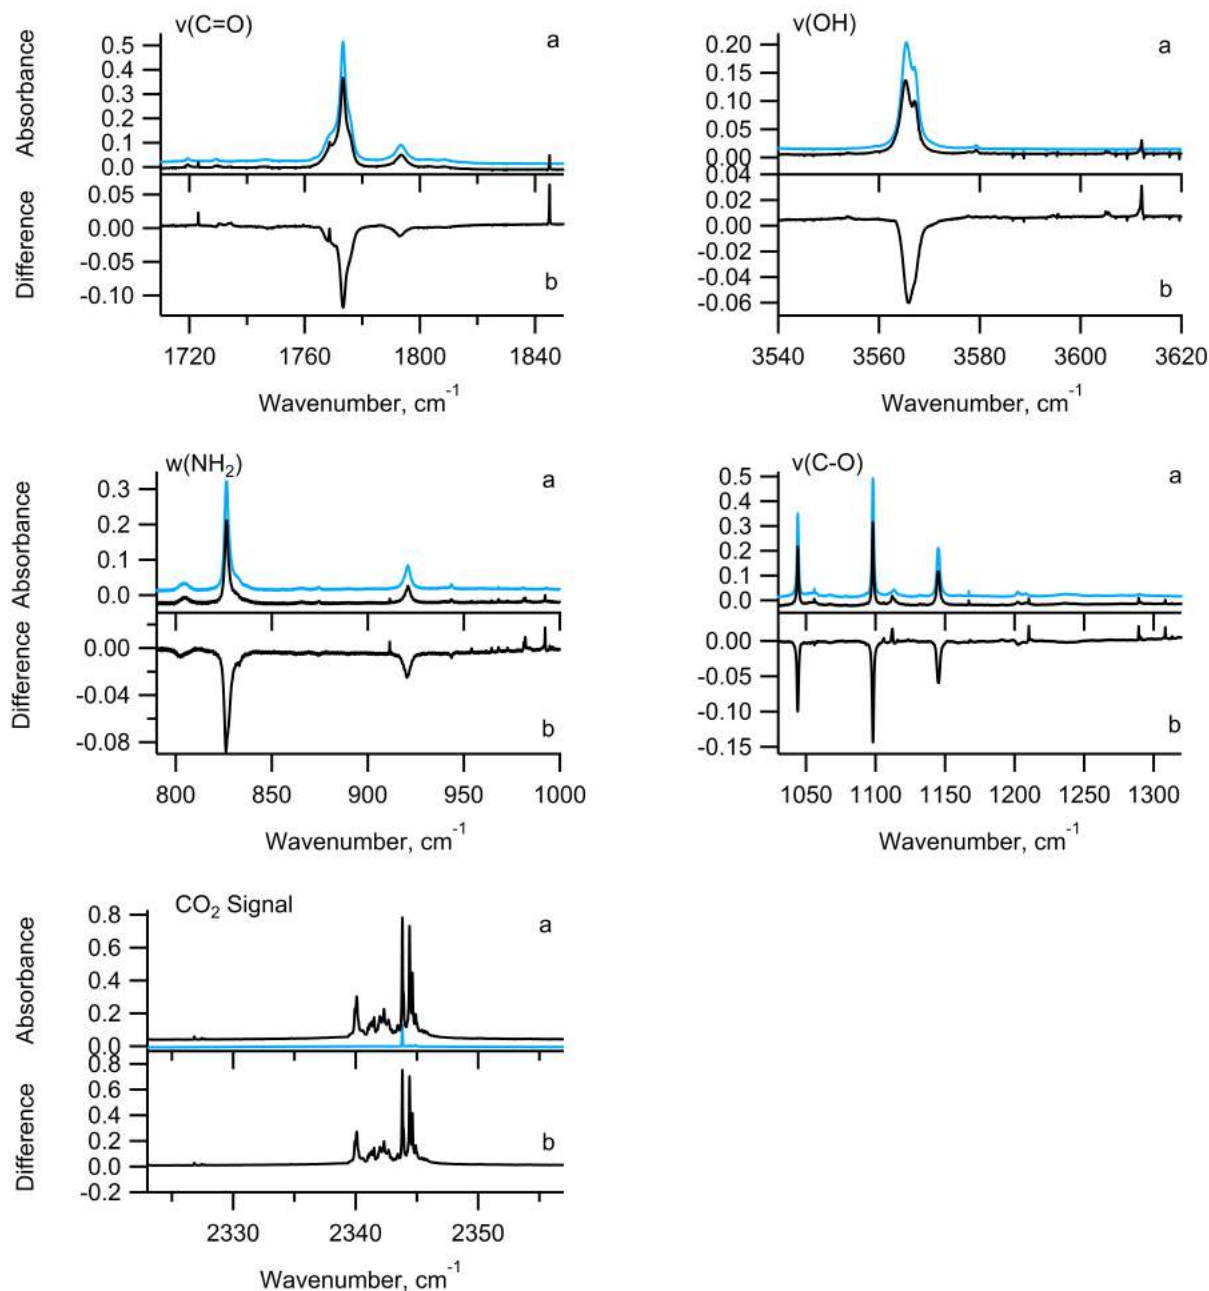 ν(C=O)
a
Absorbance
0.5
0.4
0.3
0.2
0.1
0.0
Difference
0.05
0.00
-0.05
-0.10
b
1720 1760 1800 1840
Wavenumber, cm-1
ν(OH)
a
Absorbance
0.20
0.15
0.10
0.05
0.00
Difference
0.04
0.02
0.00
-0.02
-0.04
-0.06
b
3540 3560 3580 3600 3620
Wavenumber, cm-1
w(NH2)
a
Absorbance
0.3
0.2
0.1
0.0
Difference
0.00
-0.04
-0.08
b
800 850 900 950 1000
Wavenumber, cm-1
ν(C-O)
a
Absorbance
0.5
0.4
0.3
0.2
0.1
0.0
Difference
0.00
-0.05
-0.10
-0.15
b
1050 1100 1150 1200 1250 1300
Wavenumber, cm-1
CO2 Signal
a
Absorbance
0.8
0.6
0.4
0.2
0.0
Difference
0.8
0.6
0.4
0.2
0.0
-0.2
b
2330 2340 2350
Wavenumber, cm-1